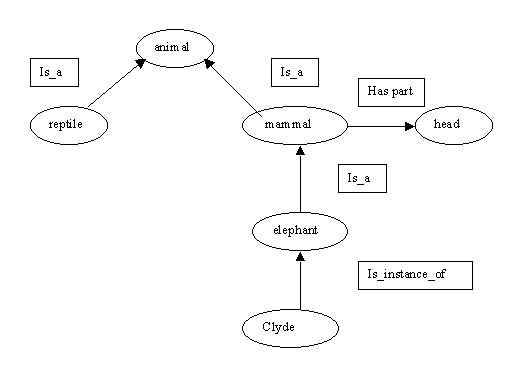 animal
Is_a
Is_a
Has part
reptile
mammal
head
Is_a
elephant
Is_instance_of
Clyde